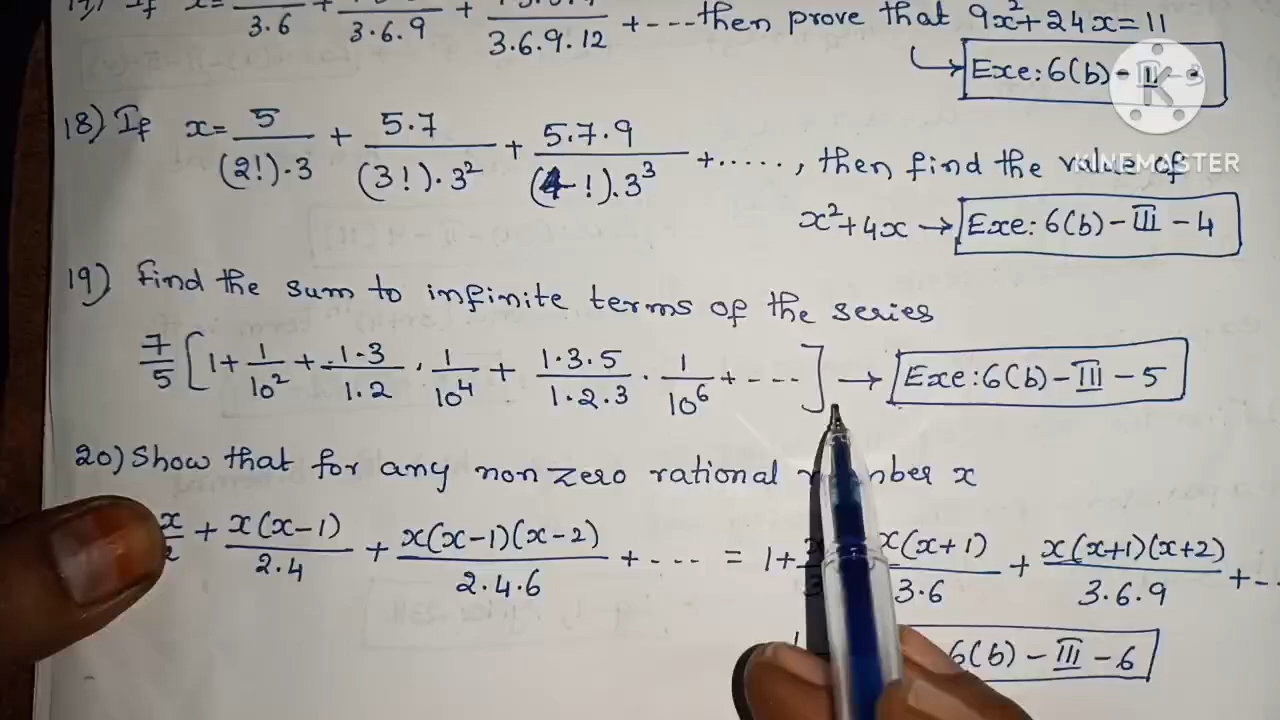 17) If x= /3.6 + /3.6.9 + /3.6.9.12 + --- then prove that 9x²+24x=11
→ Exe: 6(b)-II-3
18) If x= 5/(2!).3 + 5.7/(3!).3² + 5.7.9/(4!).3³ +......, then find the value of
x²+4x → Exe: 6(b)-III-4
KINEMASTER
19) Find the sum to infinite terms of the series
7/5 [1+ 1/10² + 1.3/1.2 . 1/10⁴ + 1.3.5/1.2.3 . 1/10⁶ + ---] → Exe:6(b)-III-5
20) Show that for any non zero rational number x
x/2 + x(x-1)/2.4 + x(x-1)(x-2)/2.4.6 + ---- = 1+ x(x+1)/3.6 + x(x+1)(x+2)/3.6.9 + --
6(b)-III-6